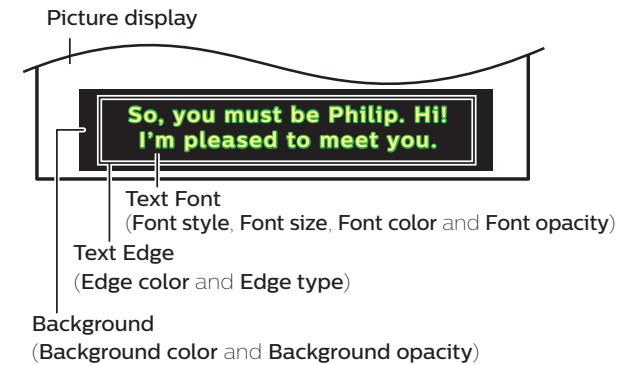 Picture display
So, you must be Philip. Hi!
I'm pleased to meet you.
Text Font
(Font style, Font size, Font color and Font opacity)
Text Edge
(Edge color and Edge type)
Background
(Background color and Background opacity)